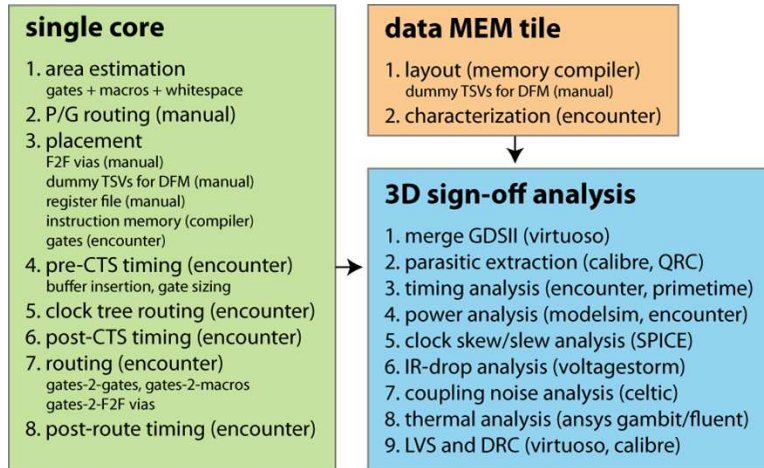 single core
1. area estimation
gates + macros + whitespace
2. P/G routing (manual)
3. placement
F2F vias (manual)
dummy TSVs for DFM (manual)
register file (manual)
instruction memory (compiler)
gates (encounter)
4. pre-CTS timing (encounter)
buffer insertion, gate sizing
5. clock tree routing (encounter)
6. post-CTS timing (encounter)
7. routing (encounter)
gates-2-gates, gates-2-macros
gates-2-F2F vias
8. post-route timing (encounter)
data MEM tile
1. layout (memory compiler)
dummy TSVs for DFM (manual)
2. characterization (encounter)
3D sign-off analysis
1. merge GDSII (virtuoso)
2. parasitic extraction (calibre, QRC)
3. timing analysis (encounter, primetime)
4. power analysis (modelsim, encounter)
5. clock skew/slew analysis (SPICE)
6. IR-drop analysis (voltagestorm)
7. coupling noise analysis (celtic)
8. thermal analysis (ansys gambit/fluent)
9. LVS and DRC (virtuoso, calibre)